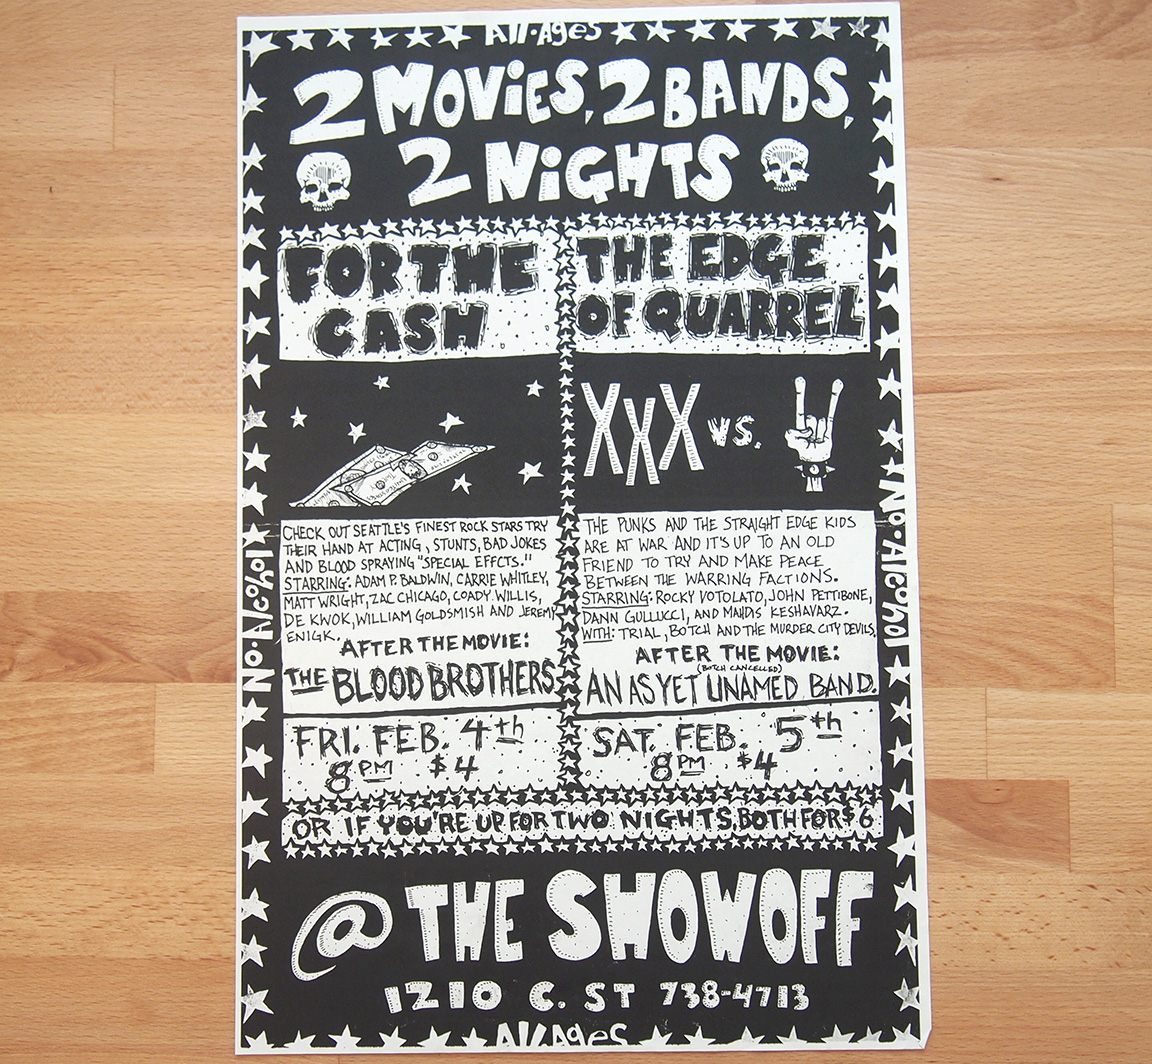 All·Ages
2 MOVIES, 2 BANDS,
2 NIGHTS
FOR THE
CASH
CHECK OUT SEATTLE'S FINEST ROCK STARS TRY
THEIR HAND AT ACTING, STUNTS, BAD JOKES
AND BLOOD SPRAYING "SPECIAL EFFCTS."
STARRING: ADAM P. BALDWIN, CARRIE WHITLEY,
MATT WRIGHT, ZAC CHICAGO, COADY WILLIS,
DE KWOK, WILLIAM GOLDSMISH AND JEREMY
ENIGK.
AFTER THE MOVIE:
THE BLOOD BROTHERS
FRI. FEB. 4th
8 PM $4
THE EDGE
OF QUARREL
XXX VS.
THE PUNKS AND THE STRAIGHT EDGE KIDS
ARE AT WAR AND IT'S UP TO AN OLD
FRIEND TO TRY AND MAKE PEACE
BETWEEN THE WARRING FACTIONS.
STARRING: ROCKY VOTOLATO, JOHN PETTIBONE,
DANN GULLUCCI, AND MAHDIS KESHAVARZ.
WITH: TRIAL, BOTCH AND THE MURDER CITY DEVILS.
AFTER THE MOVIE:
(BOTCH CANCELLED)
AN AS YET UNAMED BAND.
SAT. FEB. 5th
8 PM $4
OR IF YOU'RE UP FOR TWO NIGHTS, BOTH FOR $6
@ THE SHOWOFF
1210 C. ST 738-4713
All·Ages
No·Alcohol
No·Alcohol